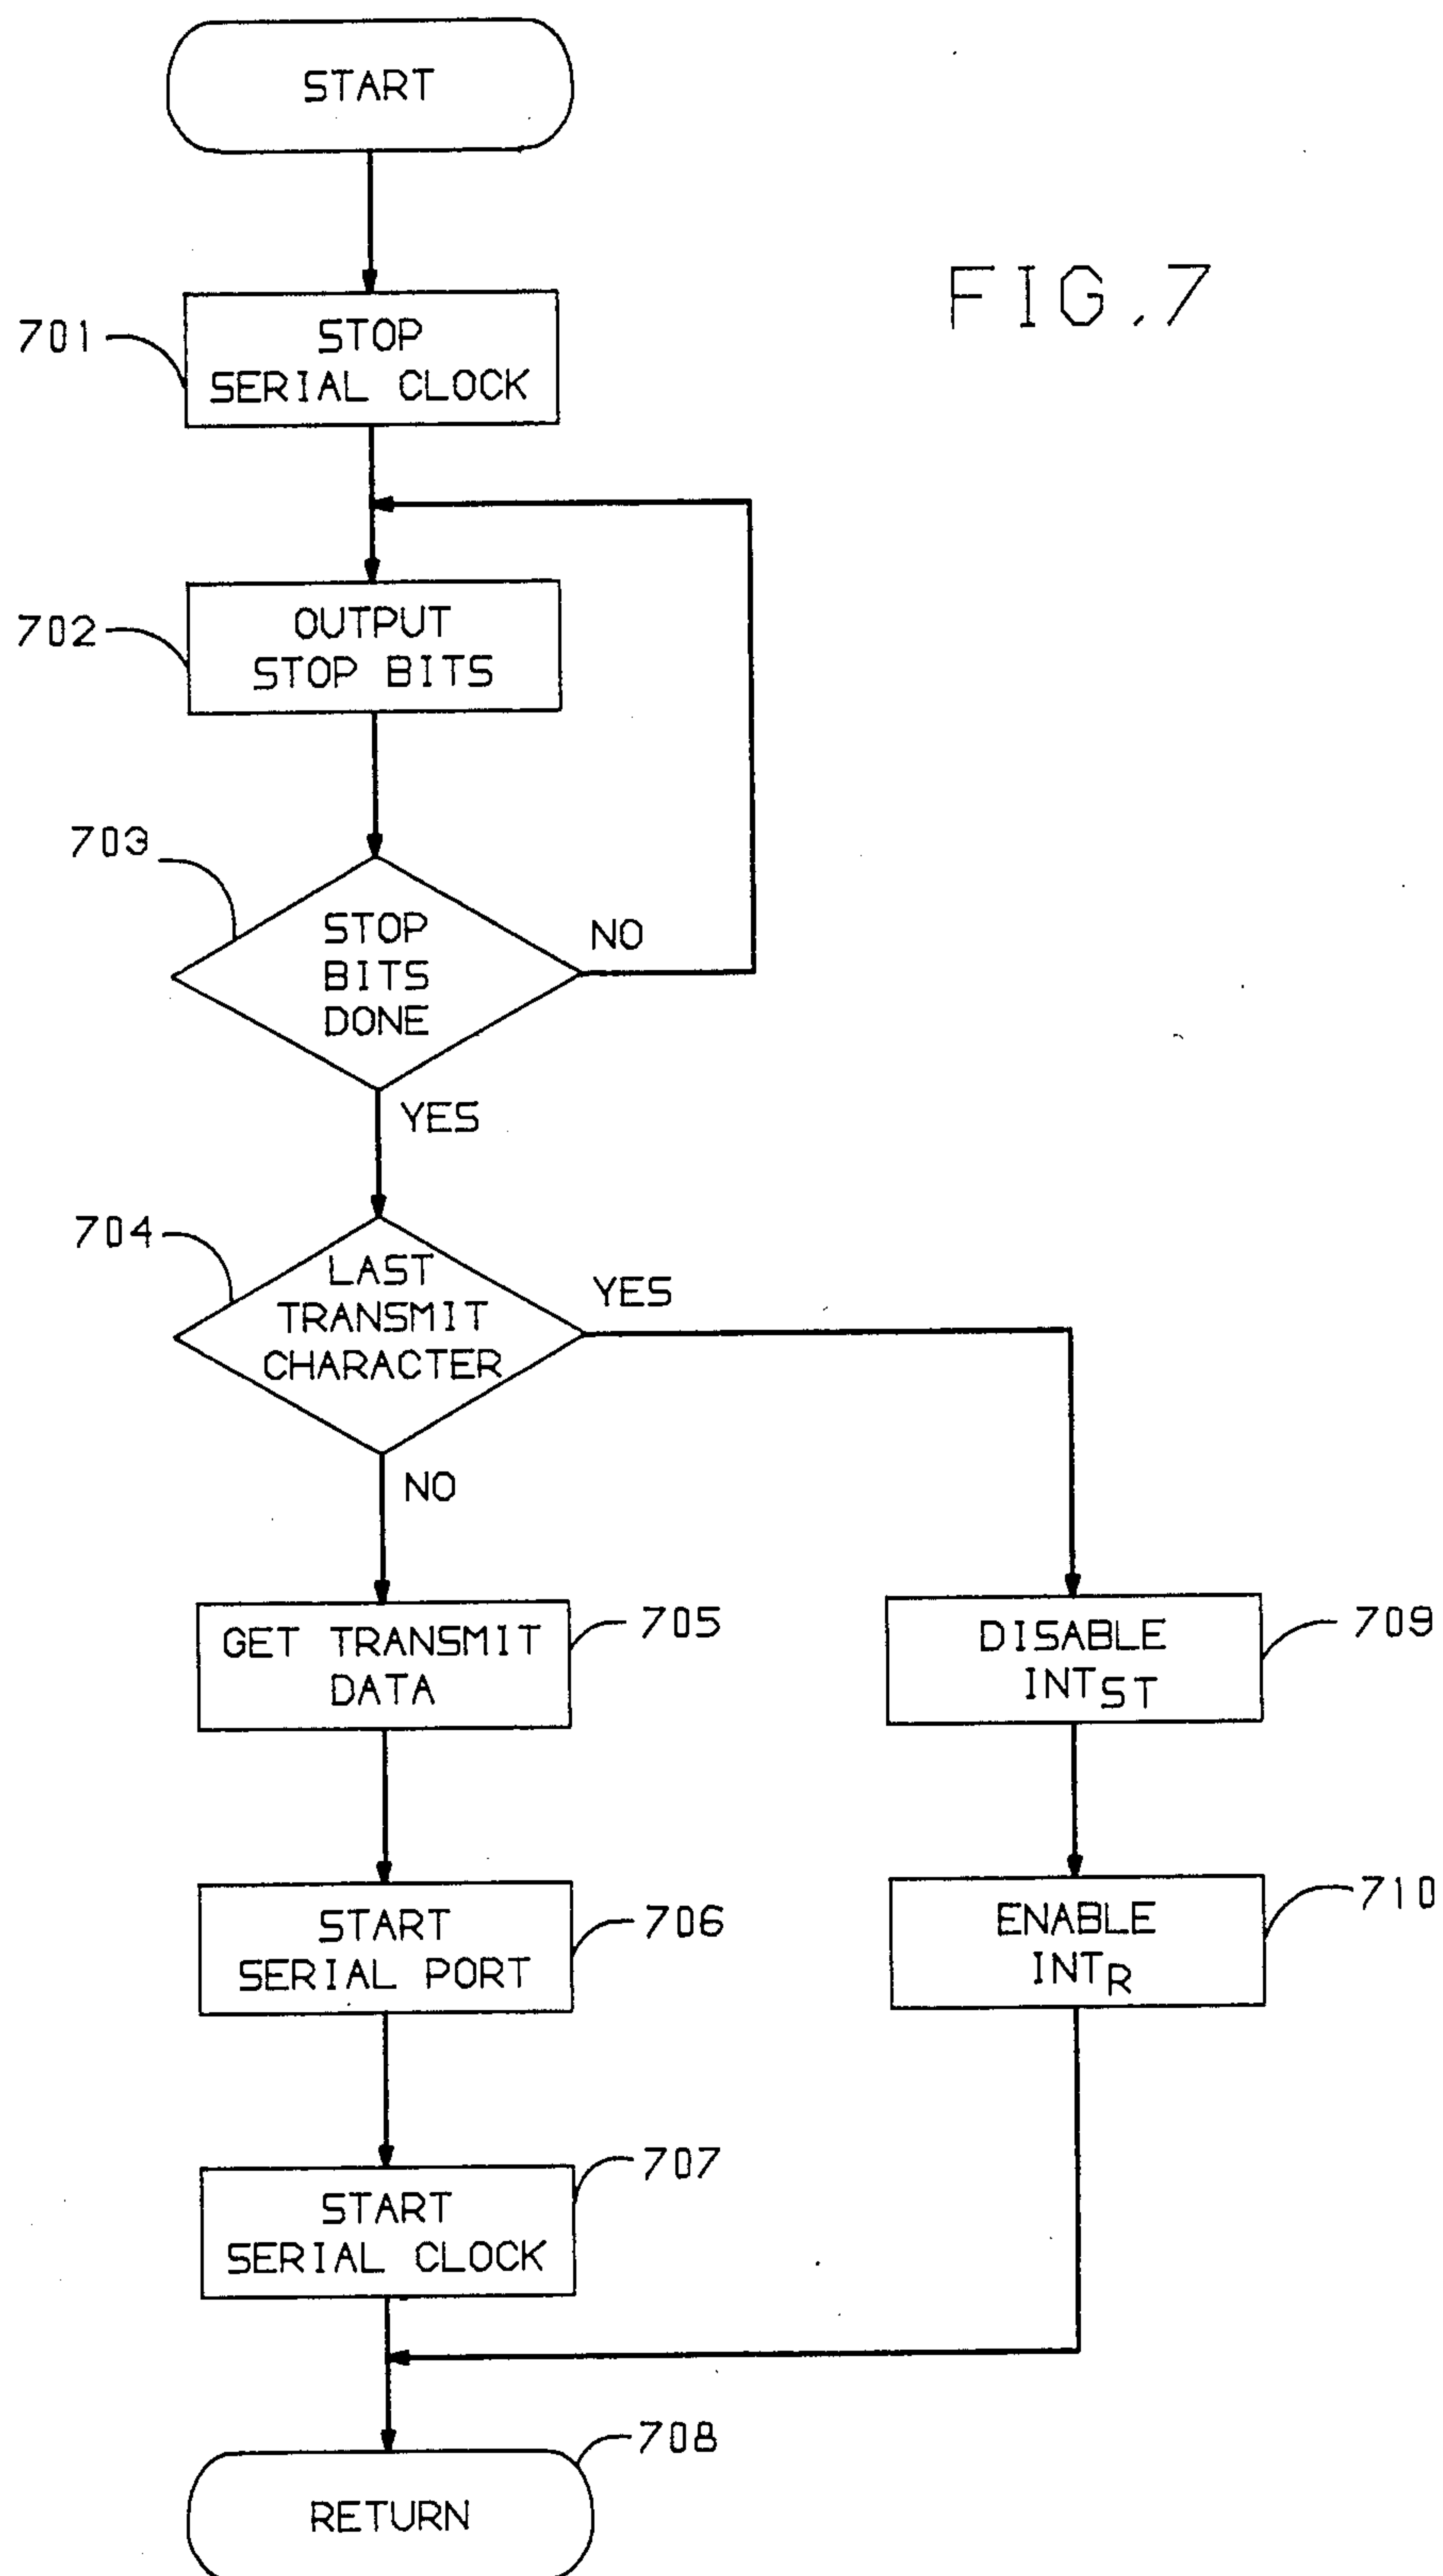 START
FIG.7
701
STOP
SERIAL CLOCK
702
OUTPUT
STOP BITS
703
STOP
BITS
DONE
NO
YES
704
LAST
TRANSMIT
CHARACTER
YES
NO
705
GET TRANSMIT
DATA
709
DISABLE
INTST
706
START
SERIAL PORT
710
ENABLE
INTR
707
START
SERIAL CLOCK
708
RETURN